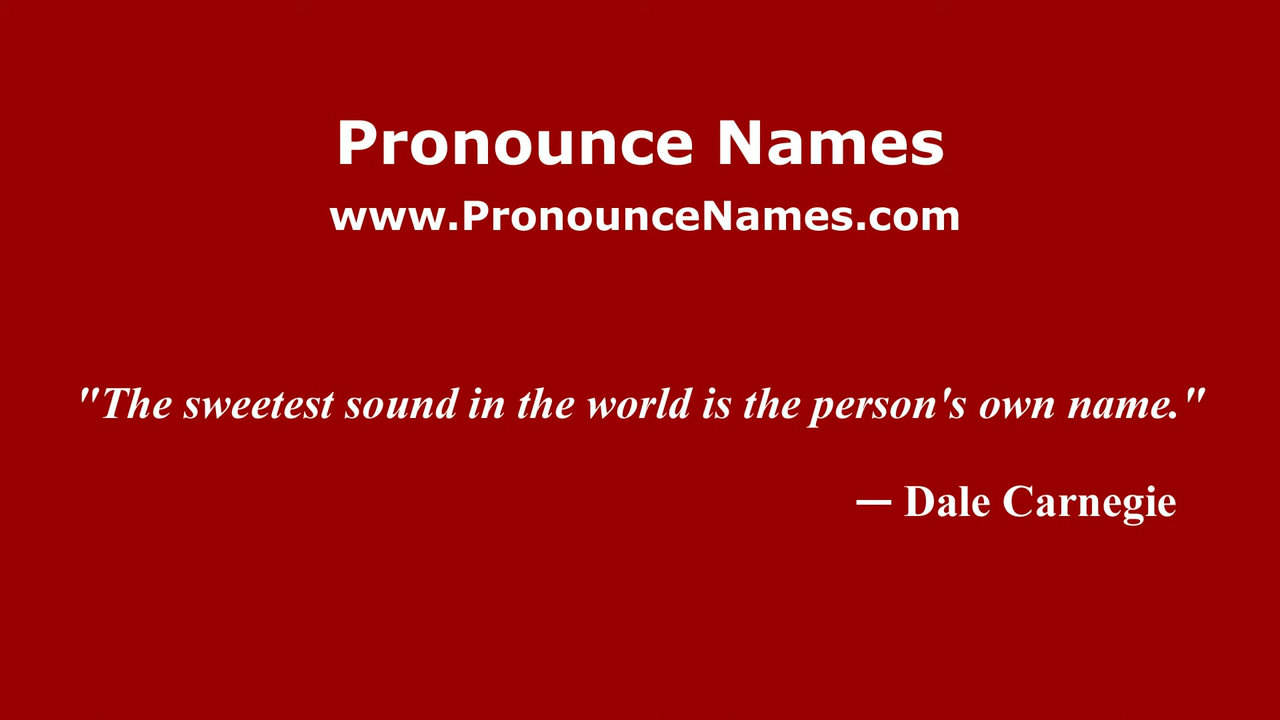 Pronounce Names
www.PronounceNames.com
"The sweetest sound in the world is the person's own name."
— Dale Carnegie